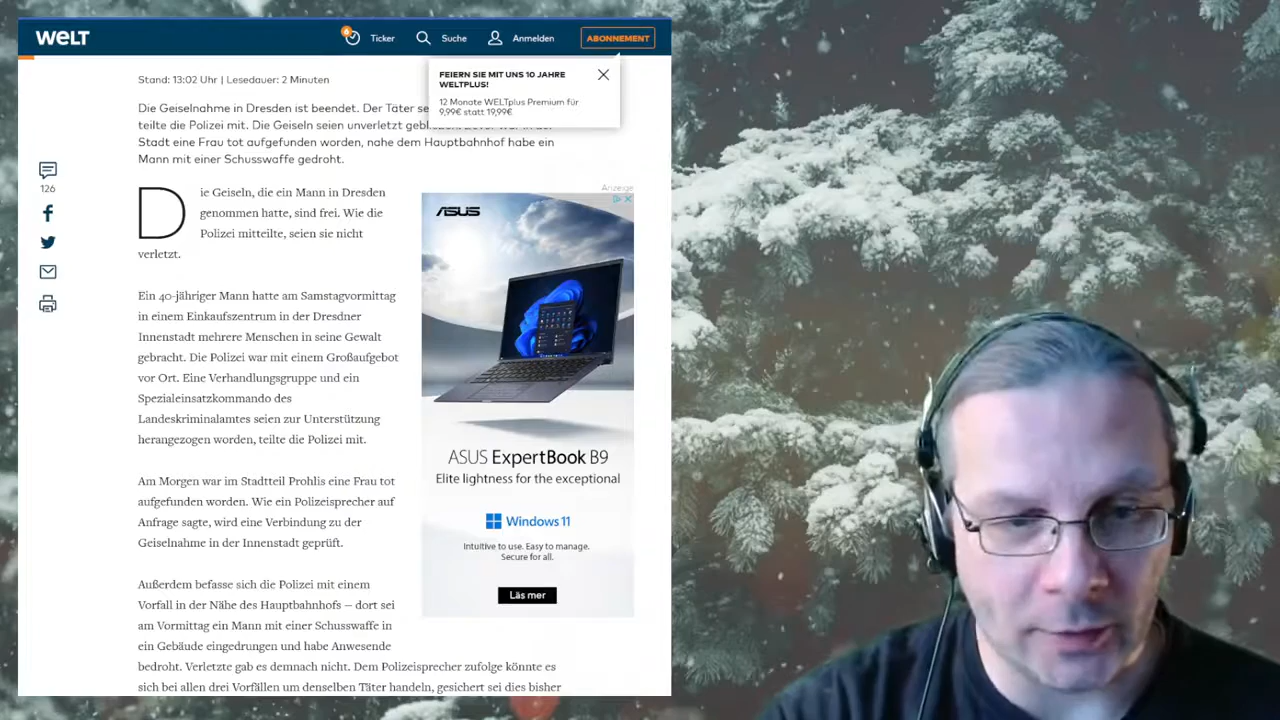 WELT
6
Ticker
Suche
Anmelden
ABONNEMENT
FEIERN SIE MIT UNS 10 JAHRE
WELTPLUS!
12 Monate WELTplus Premium für
9,99€ statt 19,99€
Stand: 13:02 Uhr | Lesedauer: 2 Minuten
Die Geiselnahme in Dresden ist beendet. Der Täter
teilte die Polizei mit. Die Geiseln seien unverletzt
Stadt eine Frau tot aufgefunden worden, nahe dem Hauptbahnhof habe ein
Mann mit einer Schusswaffe gedroht.
126
Die Geiseln, die ein Mann in Dresden
genommen hatte, sind frei. Wie die
Polizei mitteilte, seien sie nicht
verletzt.
Ein 40-jähriger Mann hatte am Samstagvormittag
in einem Einkaufszentrum in der Dresdner
Innenstadt mehrere Menschen in seine Gewalt
gebracht. Die Polizei war mit einem Großaufgebot
vor Ort. Eine Verhandlungsgruppe und ein
Spezialeinsatzkommando des
Landeskriminalamtes seien zur Unterstützung
herangezogen worden, teilte die Polizei mit.
Am Morgen war im Stadtteil Prohlis eine Frau tot
aufgefunden worden. Wie ein Polizeisprecher auf
Anfrage sagte, wird eine Verbindung zu der
Geiselnahme in der Innenstadt geprüft.
Außerdem befasse sich die Polizei mit einem
Vorfall in der Nähe des Hauptbahnhofs – dort sei
am Vormittag ein Mann mit einer Schusswaffe in
ein Gebäude eingedrungen und habe Anwesende
bedroht. Verletzte gab es demnach nicht. Dem Polizeisprecher zufolge könnte es
sich bei allen drei Vorfällen um denselben Täter handeln, gesichert sei dies bisher
Anzeige
ASUS
ASUS ExpertBook B9
Elite lightness for the exceptional
Windows 11
Intuitive to use. Easy to manage.
Secure for all.
Läs mer